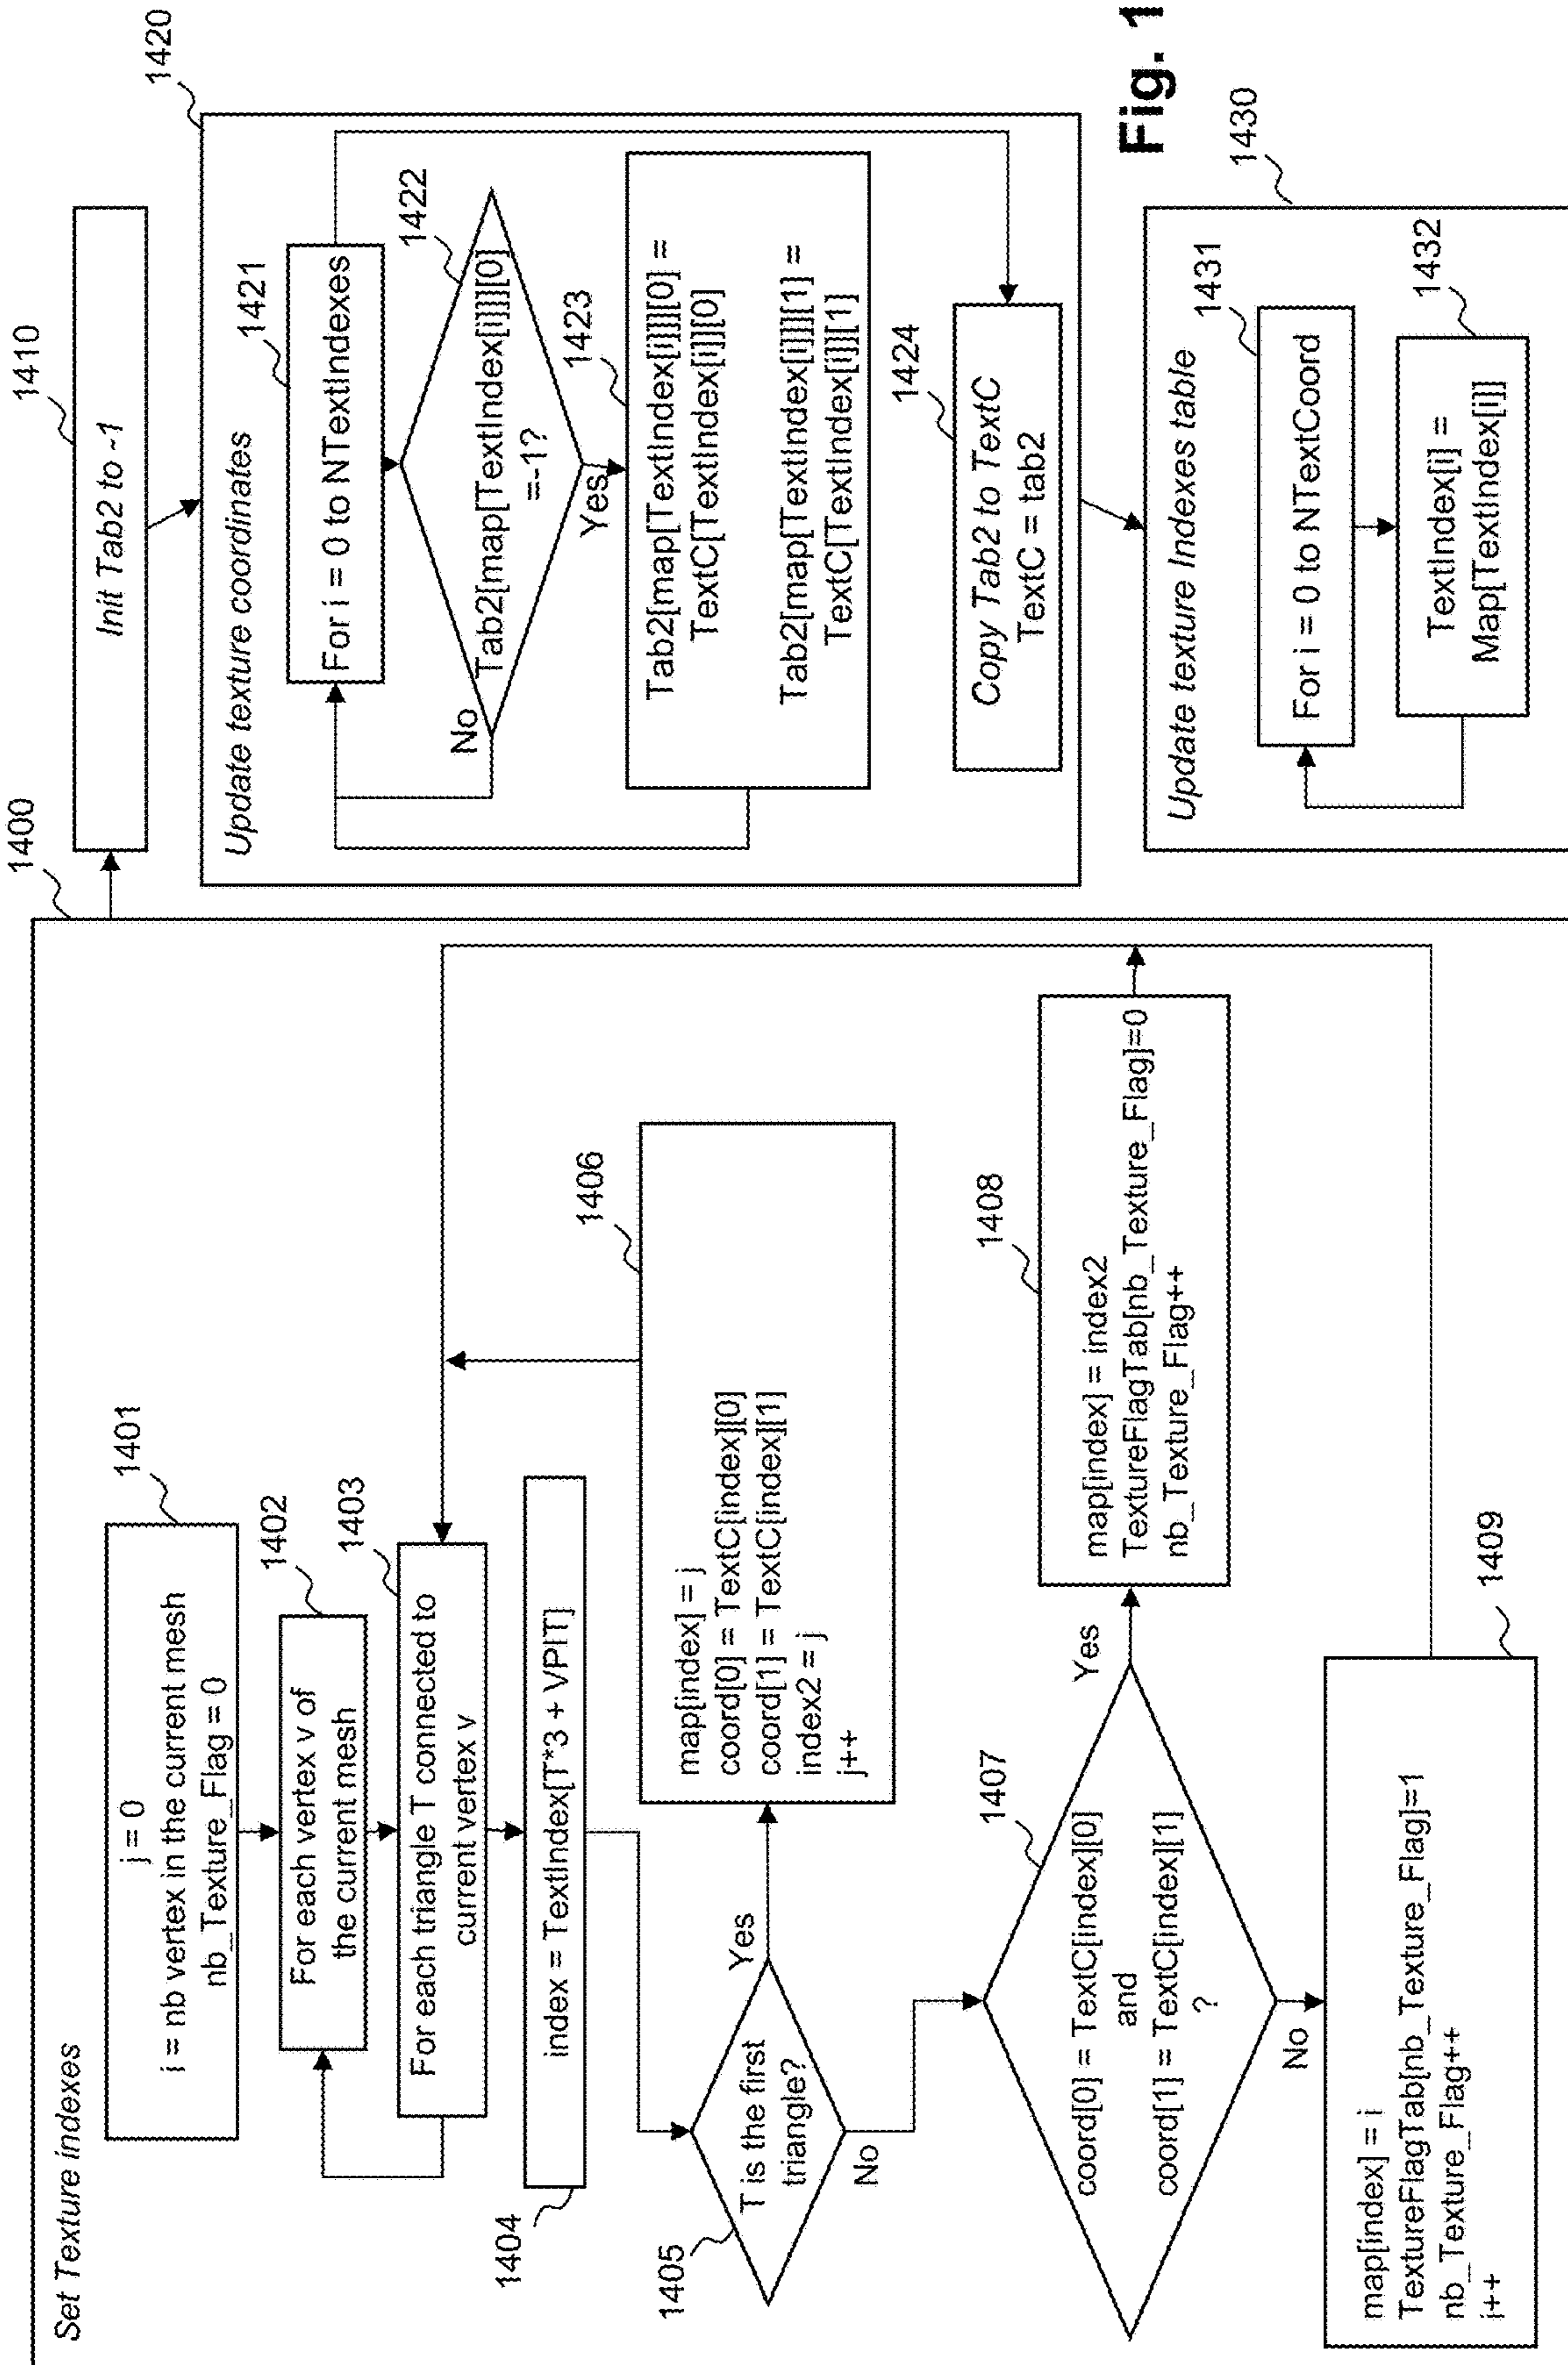 1400
Set Texture indexes
1401
j = 0
i = nb vertex in the current mesh
nb_Texture_Flag = 0
1402
For each vertex v of
the current mesh
1403
For each triangle T connected to
current vertex v
1404
index = TextIndex[T*3 + VPIT]
1405
T is the first
triangle?
Yes
No
1406
map[index] = j
coord[0] = TextC[index][0]
coord[1] = TextC[index][1]
index2 = j
j++
1407
coord[0] = TextC[index][0]
and
coord[1] = TextC[index][1]
?
Yes
No
1408
map[index] = index2
TextureFlagTab[nb_Texture_Flag]=0
nb_Texture_Flag++
1409
map[index] = i
TextureFlagTab[nb_Texture_Flag]=1
nb_Texture_Flag++
i++
1410
Init Tab2 to ~1
1420
Update texture coordinates
1421
For i = 0 to NTextIndexes
1422
Tab2[map[TextIndex[i]]][0]
=-1?
No
Yes
1423
Tab2[map[TextIndex[i]]][0] =
TextC[TextIndex[i]][0]
Tab2[map[TextIndex[i]]][1] =
TextC[TextIndex[i]][1]
1424
Copy Tab2 to TextC
TextC = tab2
1430
Update texture Indexes table
1431
For i = 0 to NTextCoord
1432
TextIndex[i] =
Map[TextIndex[i]]
Fig. 1